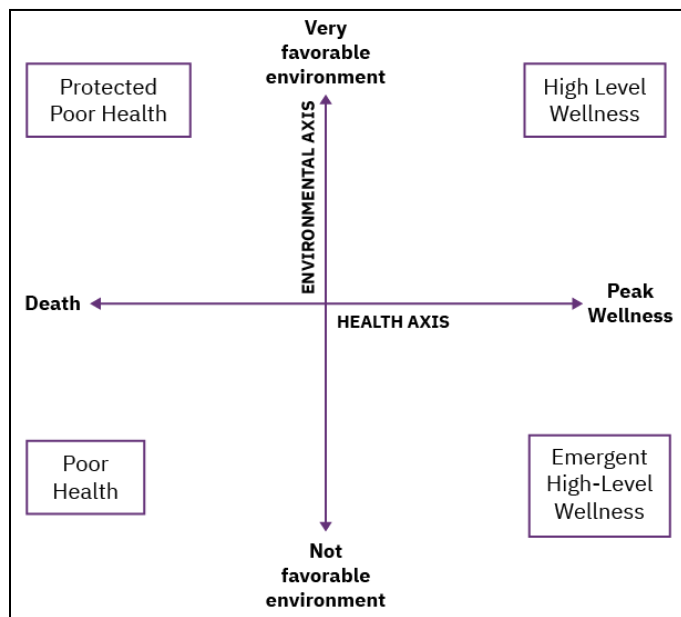 Very
favorable
environment
Protected
Poor Health
High Level
Wellness
ENVIRONMENTAL AXIS
Death
Peak
Wellness
HEALTH AXIS
Poor
Health
Emergent
High-Level
Wellness
Not
favorable
environment